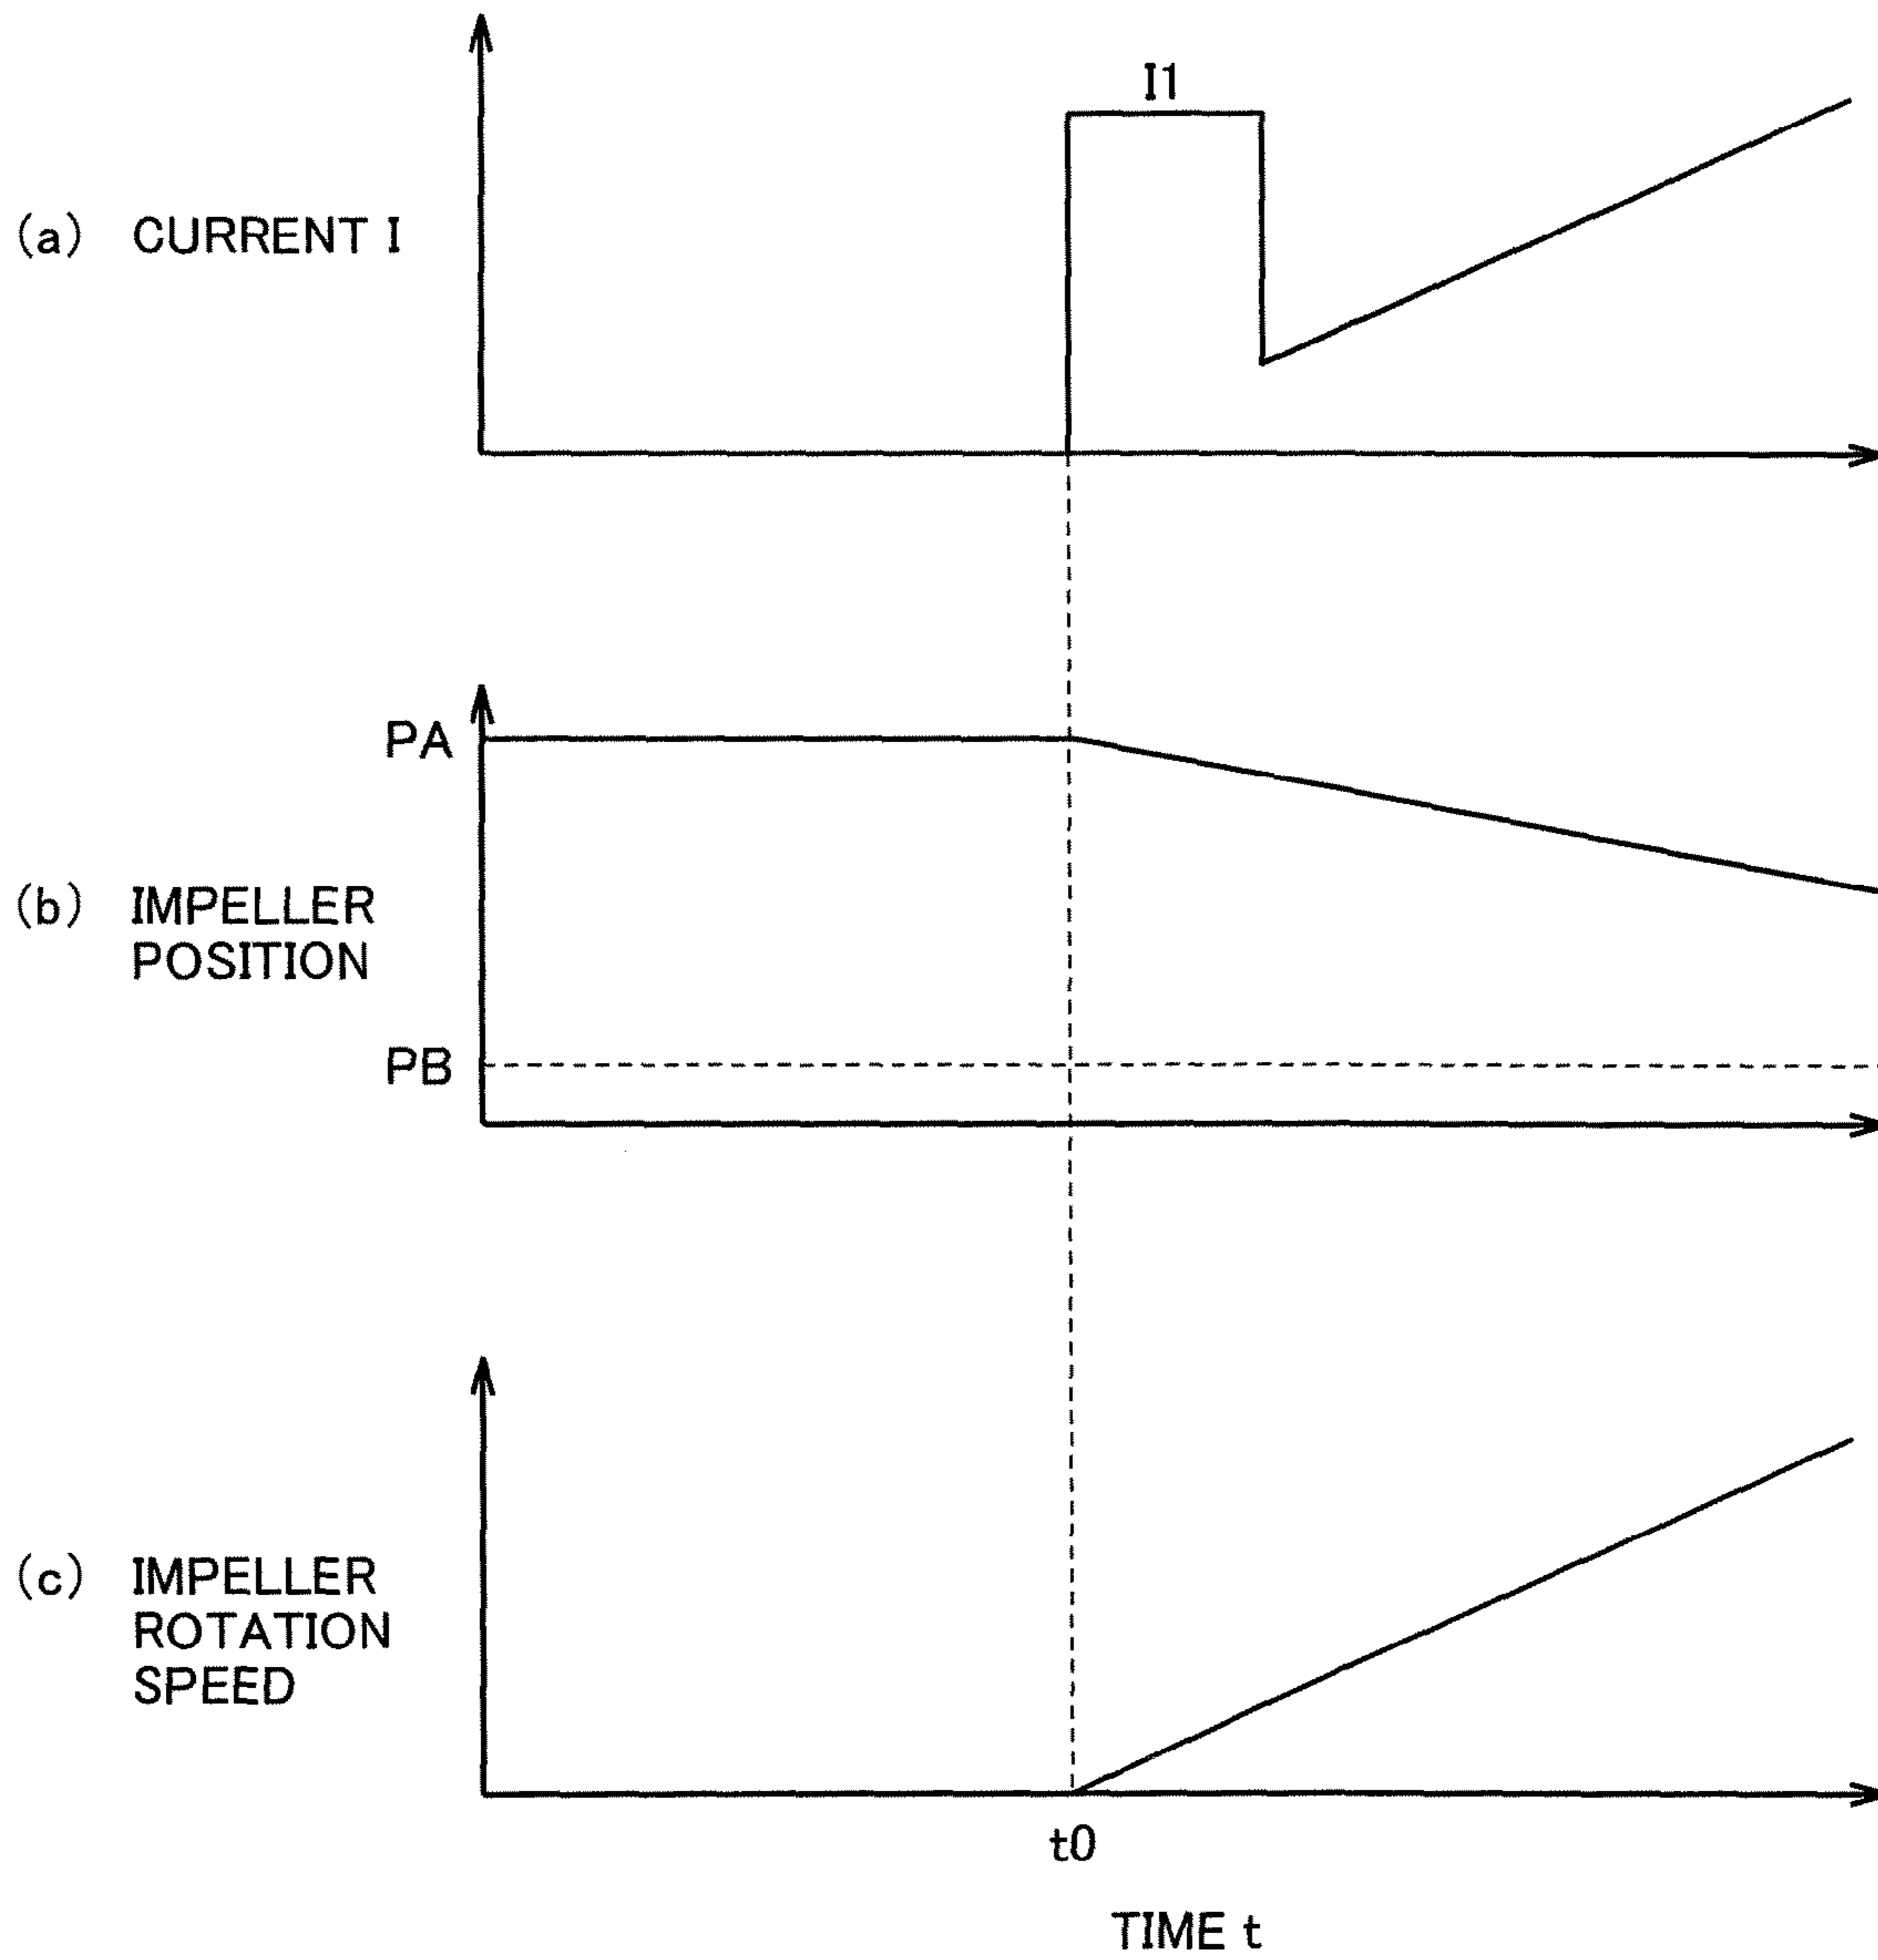 I1
(a) CURRENT I
PA
(b) IMPELLER
POSITION
PB
(c) IMPELLER
ROTATION
SPEED
t0
TIME t